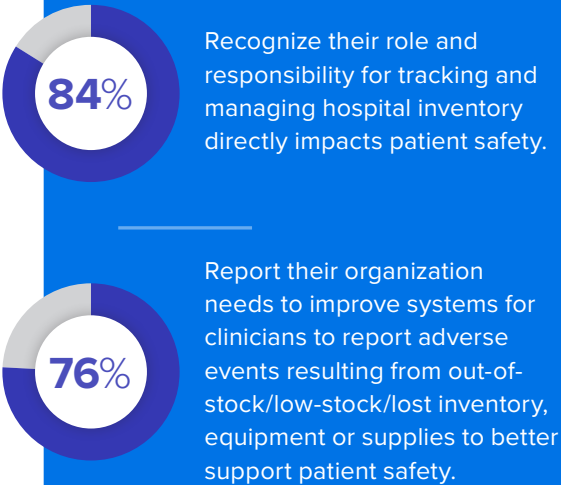 84%
Recognize their role and
responsibility for tracking and
managing hospital inventory
directly impacts patient safety.
76%
Report their organization
needs to improve systems for
clinicians to report adverse
events resulting from out-of-
stock/low-stock/lost inventory,
equipment or supplies to better
support patient safety.